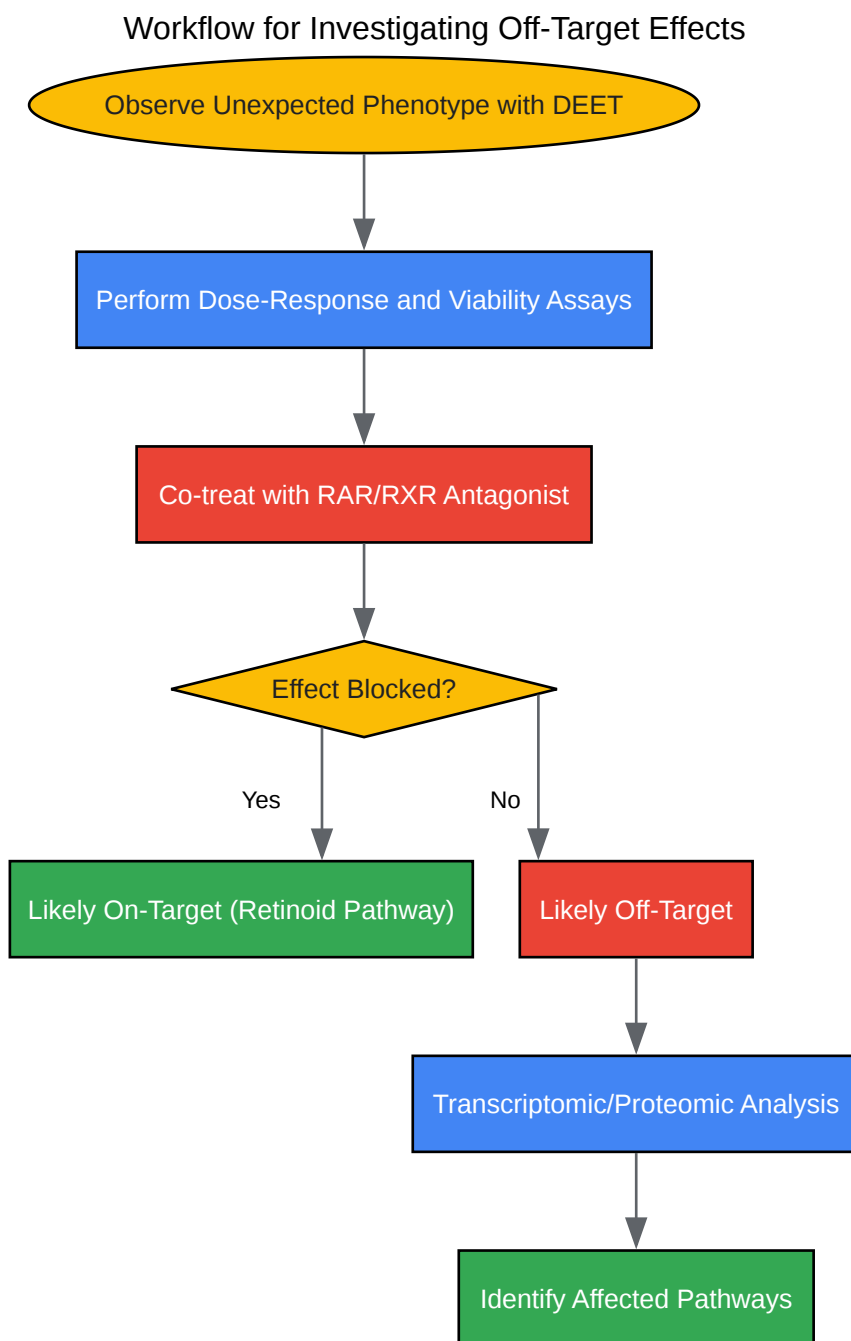 Workflow for Investigating Off-Target Effects
Observe Unexpected Phenotype with DEET
Perform Dose-Response and Viability Assays
Co-treat with RAR/RXR Antagonist
Effect Blocked?
Yes
No
Likely On-Target (Retinoid Pathway)
Likely Off-Target
Transcriptomic/Proteomic Analysis
Identify Affected Pathways